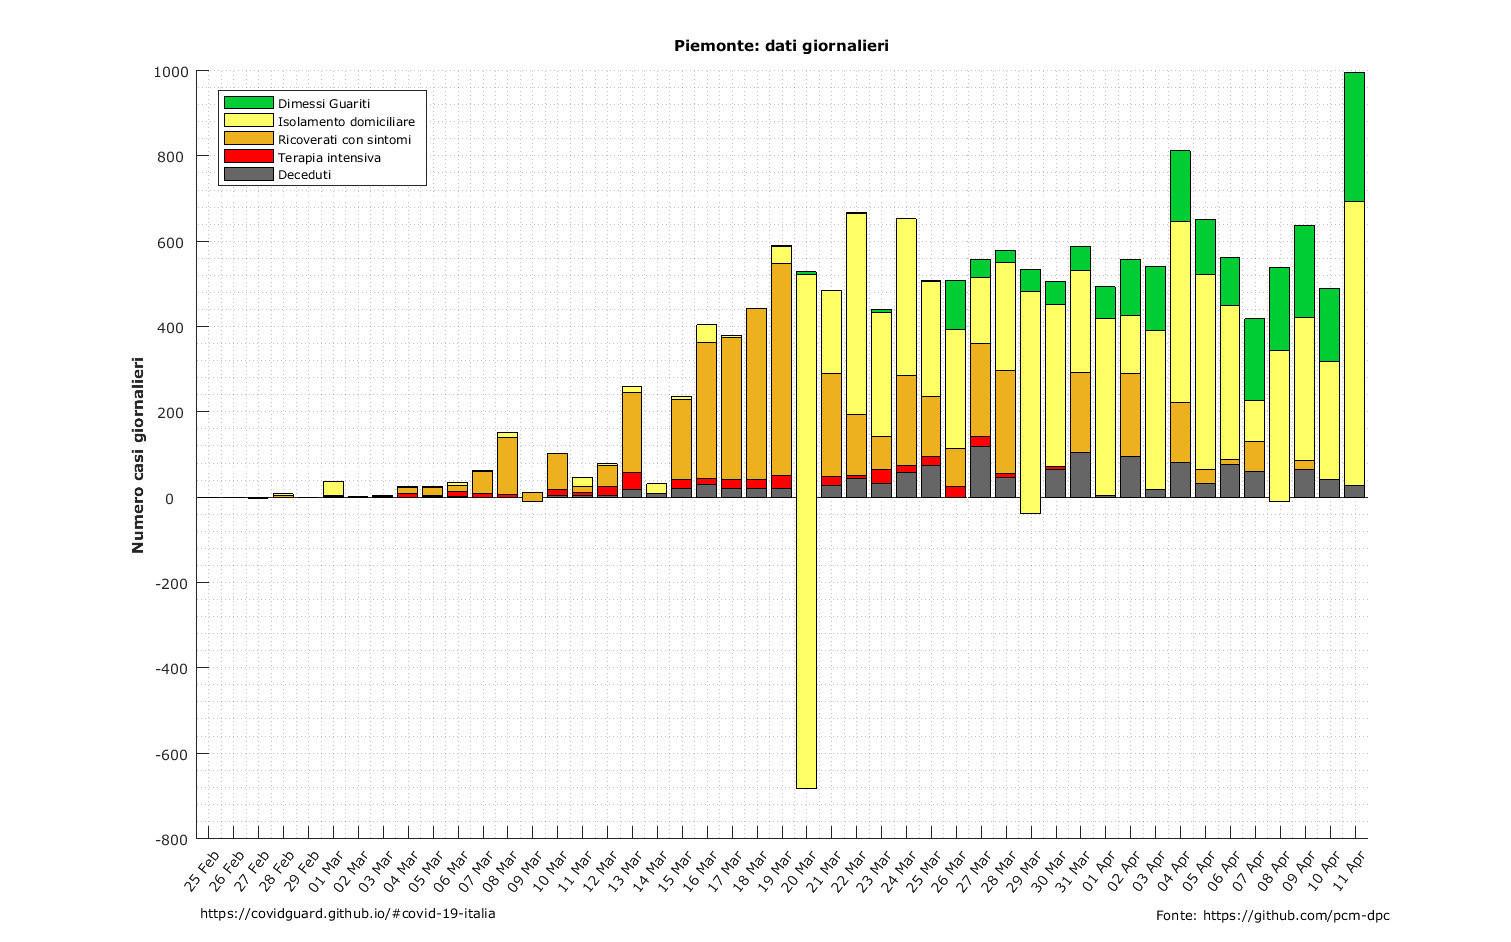 Piemonte: dati giornalieri
Dimessi Guariti
Isolamento domiciliare
Ricoverati con sintomi
Terapia intensiva
Deceduti
Numero casi giornalieri
1000
800
600
400
200
0
-200
-400
-600
-800
25 Feb
26 Feb
27 Feb
28 Feb
29 Feb
01 Mar
02 Mar
03 Mar
04 Mar
05 Mar
06 Mar
07 Mar
08 Mar
09 Mar
10 Mar
11 Mar
12 Mar
13 Mar
14 Mar
15 Mar
16 Mar
17 Mar
18 Mar
19 Mar
20 Mar
21 Mar
22 Mar
23 Mar
24 Mar
25 Mar
26 Mar
27 Mar
28 Mar
29 Mar
30 Mar
31 Mar
01 Apr
02 Apr
03 Apr
04 Apr
05 Apr
06 Apr
07 Apr
08 Apr
09 Apr
10 Apr
11 Apr
https://covidguard.github.io/#covid-19-italia
Fonte: https://github.com/pcm-dpc